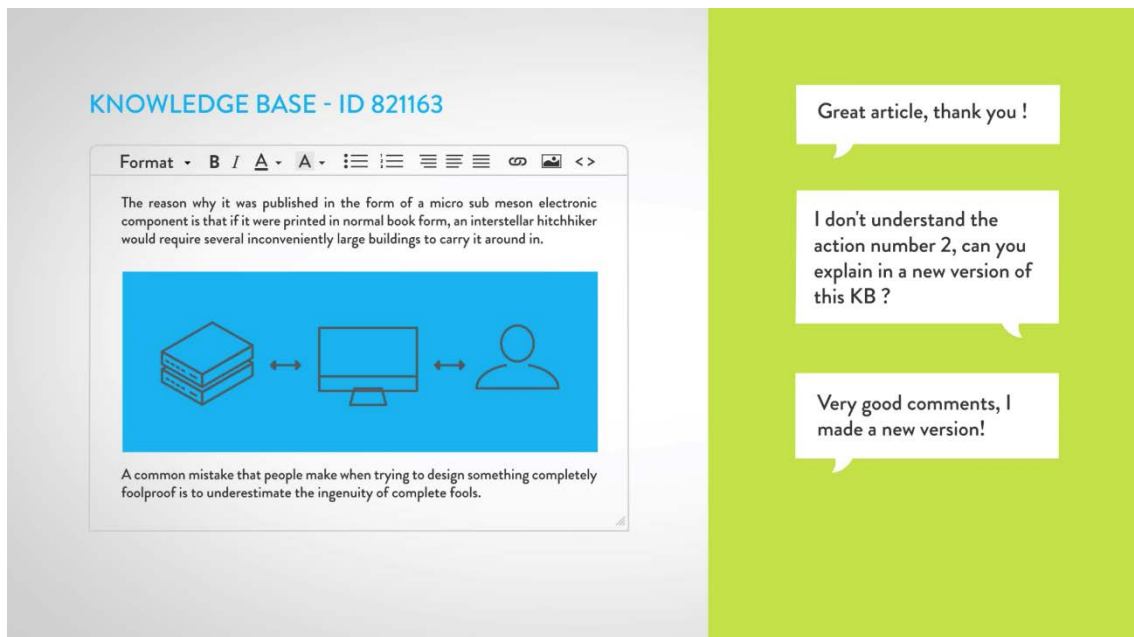 KNOWLEDGE BASE - ID 821163
Format B I A A
The reason why it was published in the form of a micro sub meson electronic
component is that if it were printed in normal book form, an interstellar hitchhiker
would require several inconveniently large buildings to carry it around in.
A common mistake that people make when trying to design something completely
foolproof is to underestimate the ingenuity of complete fools.
Great article, thank you !
I don't understand the
action number 2, can you
explain in a new version of
this KB ?
Very good comments, I
made a new version!